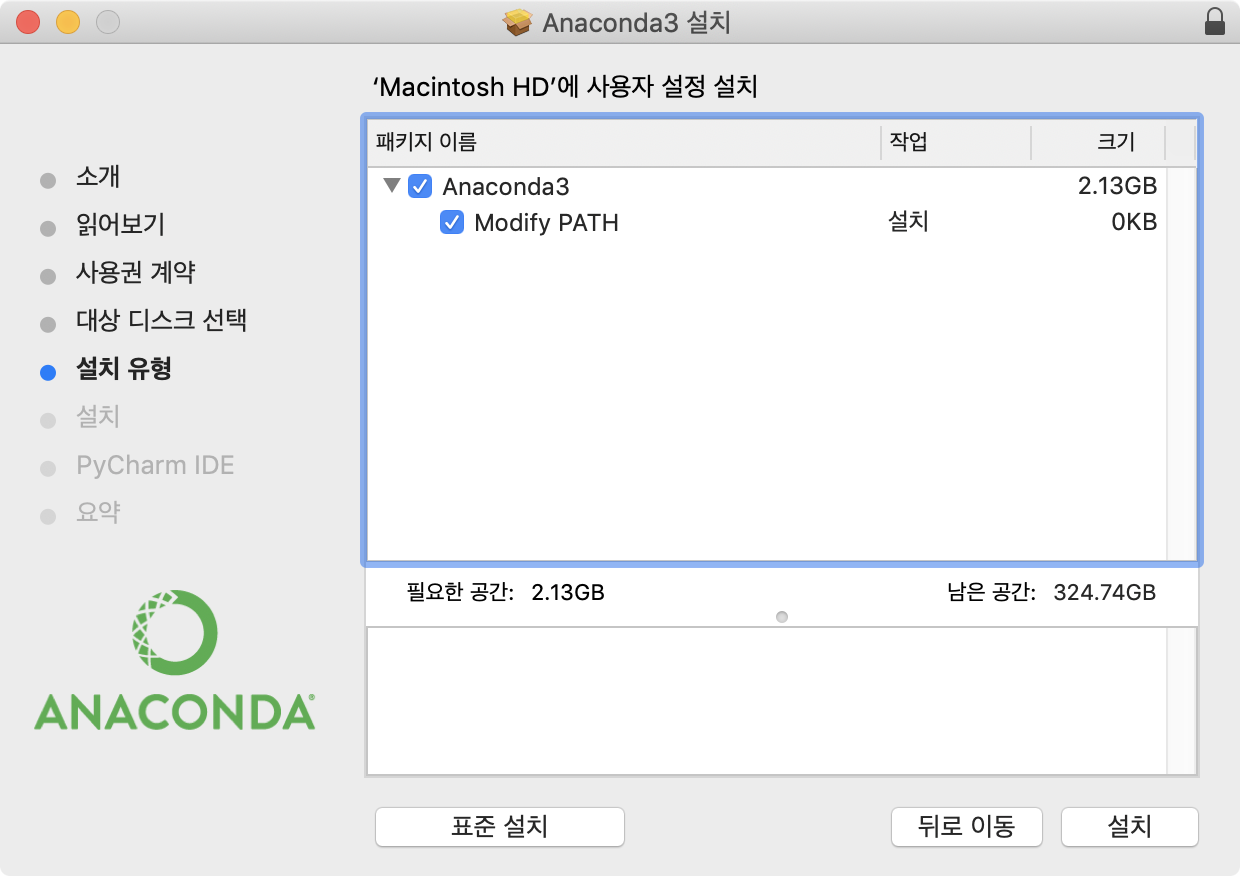 Anaconda3 설치
‘Macintosh HD’에 사용자 설정 설치
소개
읽어보기
사용권 계약
대상 디스크 선택
설치 유형
설치
PyCharm IDE
요약
ANACONDA®
패키지 이름 작업 크기
Anaconda3 2.13GB
Modify PATH 설치 0KB
필요한 공간: 2.13GB 남은 공간: 324.74GB
표준 설치 뒤로 이동 설치